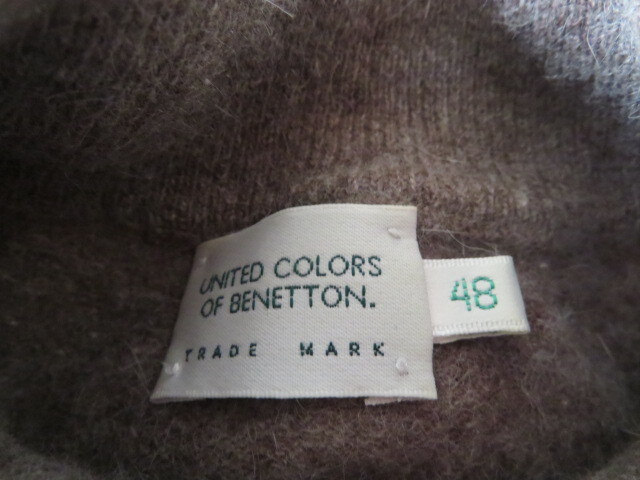 UNITED COLORS
OF BENETTON.
TRADE MARK
48